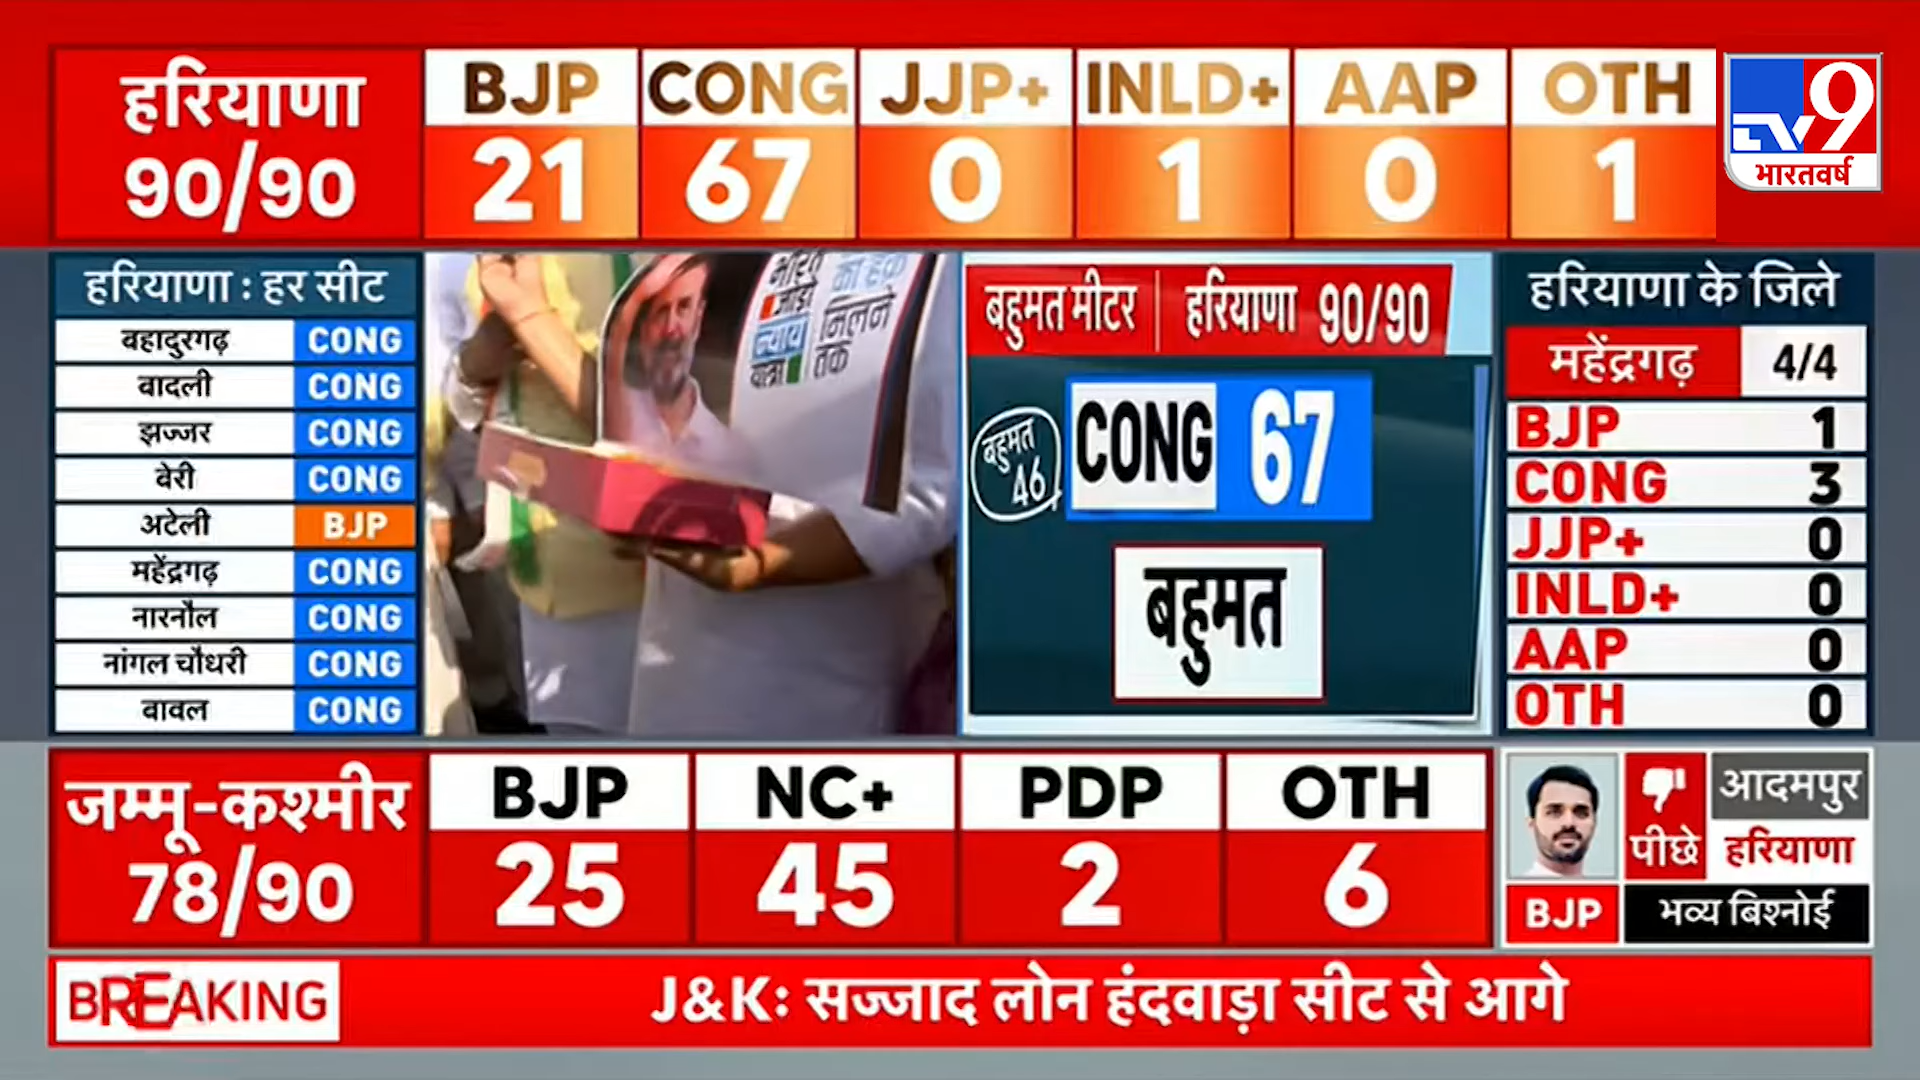 हरियाणा
90/90
BJP
21
CONG
67
JJP+
0
INLD+
1
AAP
0
OTH
1
TV9
भारतवर्ष
हरियाणा : हर सीट
बहादुरगढ़ CONG
बादली CONG
झज्जर CONG
बेरी CONG
अटेली BJP
महेंद्रगढ़ CONG
नारनौल CONG
नांगल चौधरी CONG
बावल CONG
भारत
जोड़ो
न्याय
यात्रा
का हक
मिलने
तक
बहुमत मीटर हरियाणा 90/90
बहुमत
46
CONG 67
बहुमत
हरियाणा के जिले
महेंद्रगढ़ 4/4
BJP 1
CONG 3
JJP+ 0
INLD+ 0
AAP 0
OTH 0
जम्मू-कश्मीर
78/90
BJP
25
NC+
45
PDP
2
OTH
6
पीछे
आदमपुर
हरियाणा
BJP
भव्य बिश्नोई
BREAKING
J&K: सज्जाद लोन हंदवाड़ा सीट से आगे